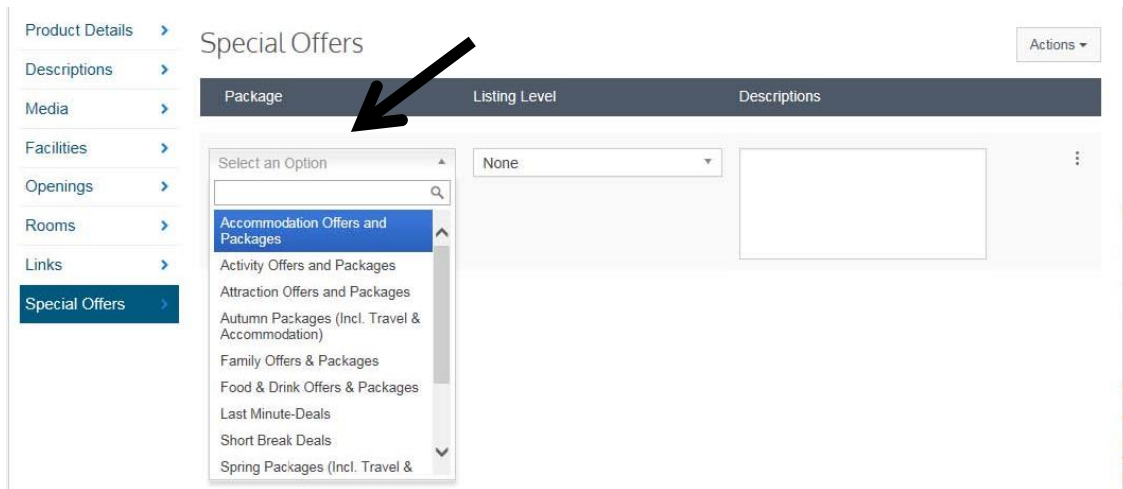 Product Details
Descriptions
Media
Facilities
Openings
Rooms
Links
Special Offers
Special Offers
Actions
Package
Listing Level
Descriptions
Select an Option
None
Accommodation Offers and
Packages
Activity Offers and Packages
Attraction Offers and Packages
Autumn Packages (Incl. Travel &
Accommodation)
Family Offers & Packages
Food & Drink Offers & Packages
Last Minute-Deals
Short Break Deals
Spring Packages (Incl. Travel &